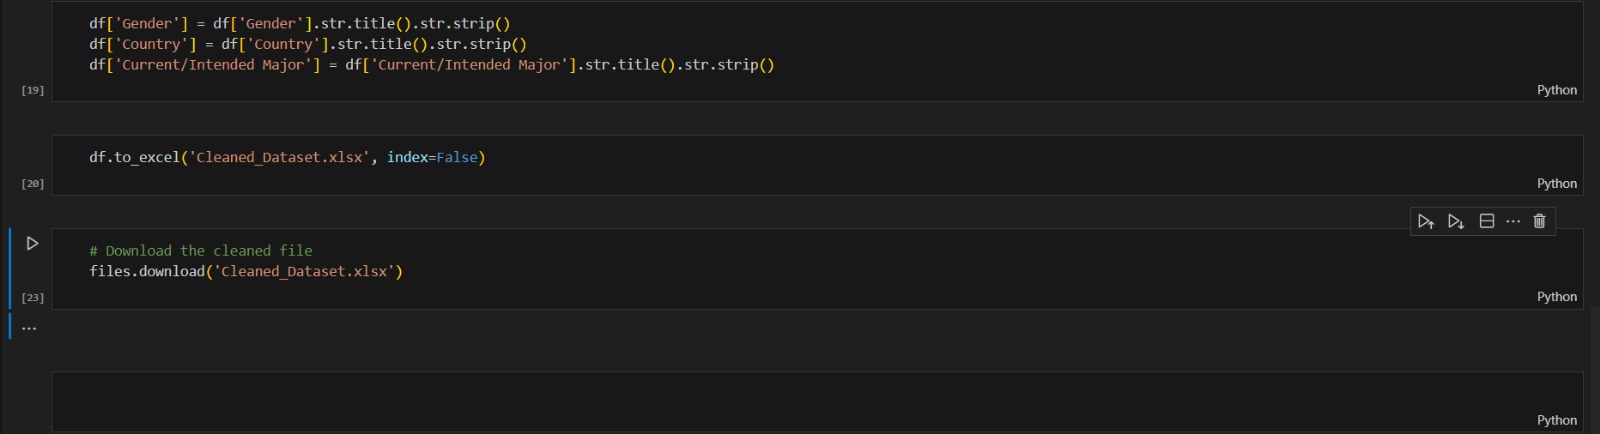 df['Gender'] = df['Gender'].str.title().str.strip()
df['Country'] = df['Country'].str.title().str.strip()
df['Current/Intended Major'] = df['Current/Intended Major'].str.title().str.strip()
[19]
Python
df.to_excel('Cleaned_Dataset.xlsx', index=False)
[20]
Python
# Download the cleaned file
files.download('Cleaned_Dataset.xlsx')
[23]
Python
...
Python